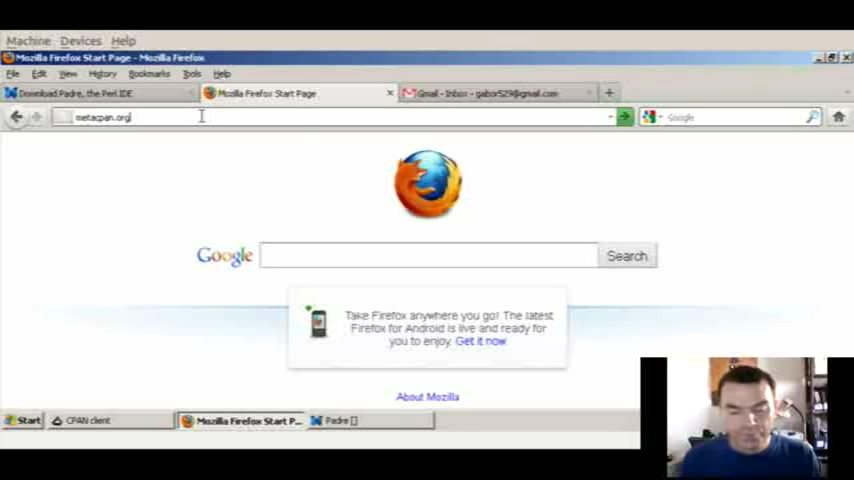 Machine Devices Help
Mozilla Firefox Start Page - Mozilla Firefox
File Edit View History Bookmarks Tools Help
Download Padre, the Perl IDE Mozilla Firefox Start Page Gmail - Inbox - gabor529@gmail.com
metacpan.org Google
Google Search
Take Firefox anywhere you go! The latest
Firefox for Android is live and ready for
you to enjoy. Get it now
About Mozilla
Start CPAN client Mozilla Firefox Start P... Padre []